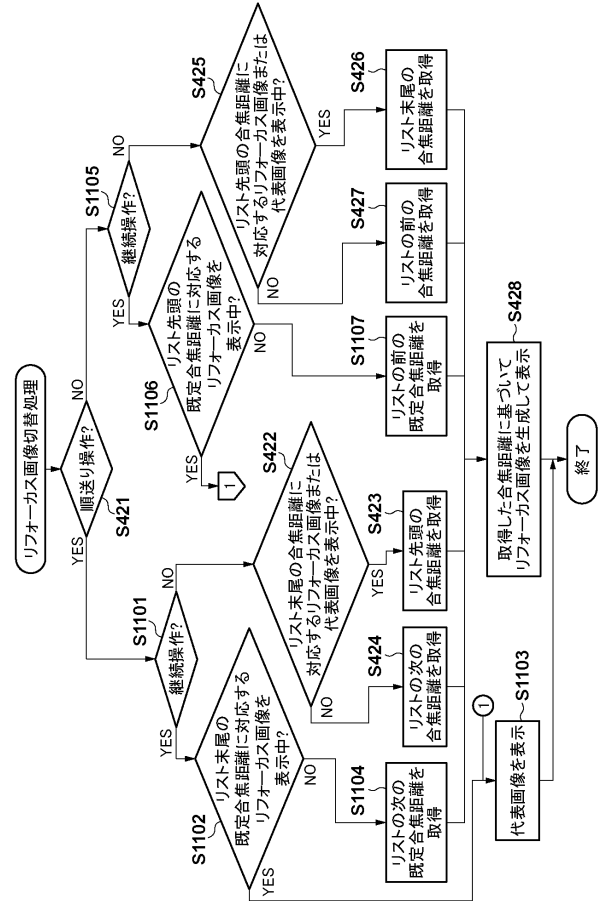 リフォーカス画像切替処理
順送り操作?
S421
YES
NO
S1101
継続操作?
YES
NO
S1105
継続操作?
YES
NO
S1102
リスト末尾の
既定合焦距離に対応する
リフォーカス画像を
表示中?
YES
NO
S422
リスト末尾の合焦距離に
対応するリフォーカス画像または
代表画像を表示中?
NO
YES
S1106
リスト先頭の
既定合焦距離に対応する
リフォーカス画像を
表示中?
YES
NO
1
S425
リスト先頭の合焦距離に
対応するリフォーカス画像または
代表画像を表示中?
NO
YES
S1104
リストの次の
既定合焦距離を
取得
S424
リストの次の
合焦距離を取得
S423
リスト先頭の
合焦距離を取得
S1107
リストの前の
既定合焦距離を
取得
S427
リストの前の
合焦距離を取得
S426
リスト末尾の
合焦距離を取得
1
S1103
代表画像を表示
S428
取得した合焦距離に基づいて
リフォーカス画像を生成して表示
終了